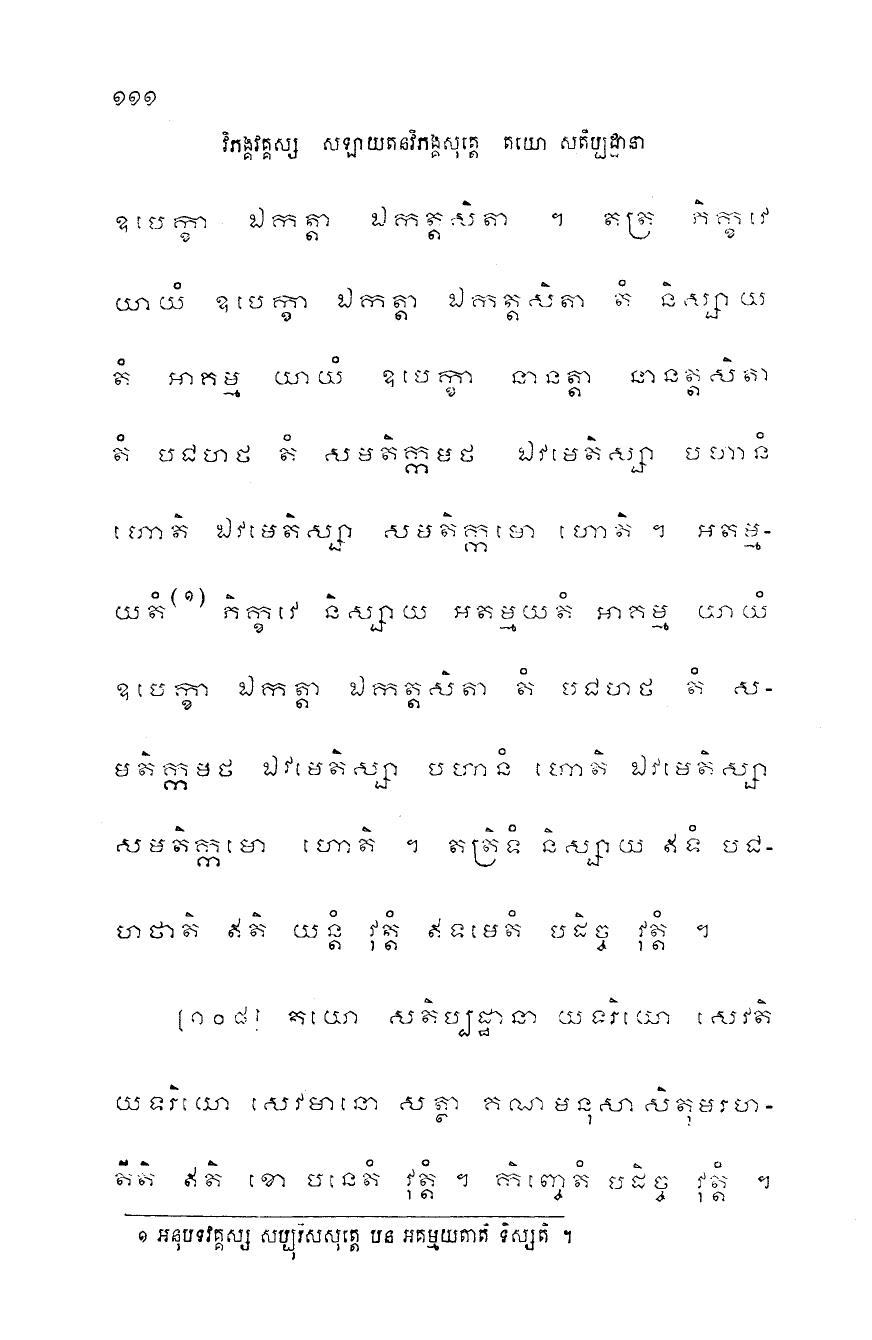 ១១១
វិភង្គវគ្គស្ស សឡាយតនវិភង្គសុត្តេ តយោ សតិប្បដ្ឋានា
ឧបេក្ខា ឯកត្តា ឯកត្តសិតា ។ តត្រ ភិក្ខវេ
យាយំ ឧបេក្ខា ឯកត្តា ឯកត្តសិតា តំ និស្សាយ
តំ អាគម្ម យាយំ ឧបេក្ខា នានត្តា នានត្តសិតា
តំ បជហថ តំ សមតិក្កមថ ឯវមេតិស្សា បហានំ
ហោតិ ឯវមេតិស្សា សមតិក្កមោ ហោតិ ។ អតម្ម-
យតំ(១) ភិក្ខវេ និស្សាយ អតម្មយតំ អាគម្ម យាយំ
ឧបេក្ខា ឯកត្តា ឯកត្តសិតា តំ បជហថ តំ ស-
មតិក្កមថ ឯវមេតិស្សា បហានំ ហោតិ ឯវមេតិស្សា
សមតិក្កមោ ហោតិ ។ តត្រិទំ និស្សាយ ឥទំ បជ-
ហថាតិ ឥតិ យន្តំ វុត្តំ ឥទមេតំ បដិច្ច វុត្តំ ។
[១០៨] តយោ សតិប្បដ្ឋានា យទរិយោ សេវតិ
យទរិយោ សេវមានោ សត្ថា គណមនុសាសិតុមរហ-
តីតិ ឥតិ ខោ បនេតំ វុត្តំ ។ កិញ្ចេតំ បដិច្ច វុត្តំ ។
១ អនុបទវគ្គស្ស សប្បុរិសសុត្តេ បន អតម្មយតាតិ ទិស្សតិ ។